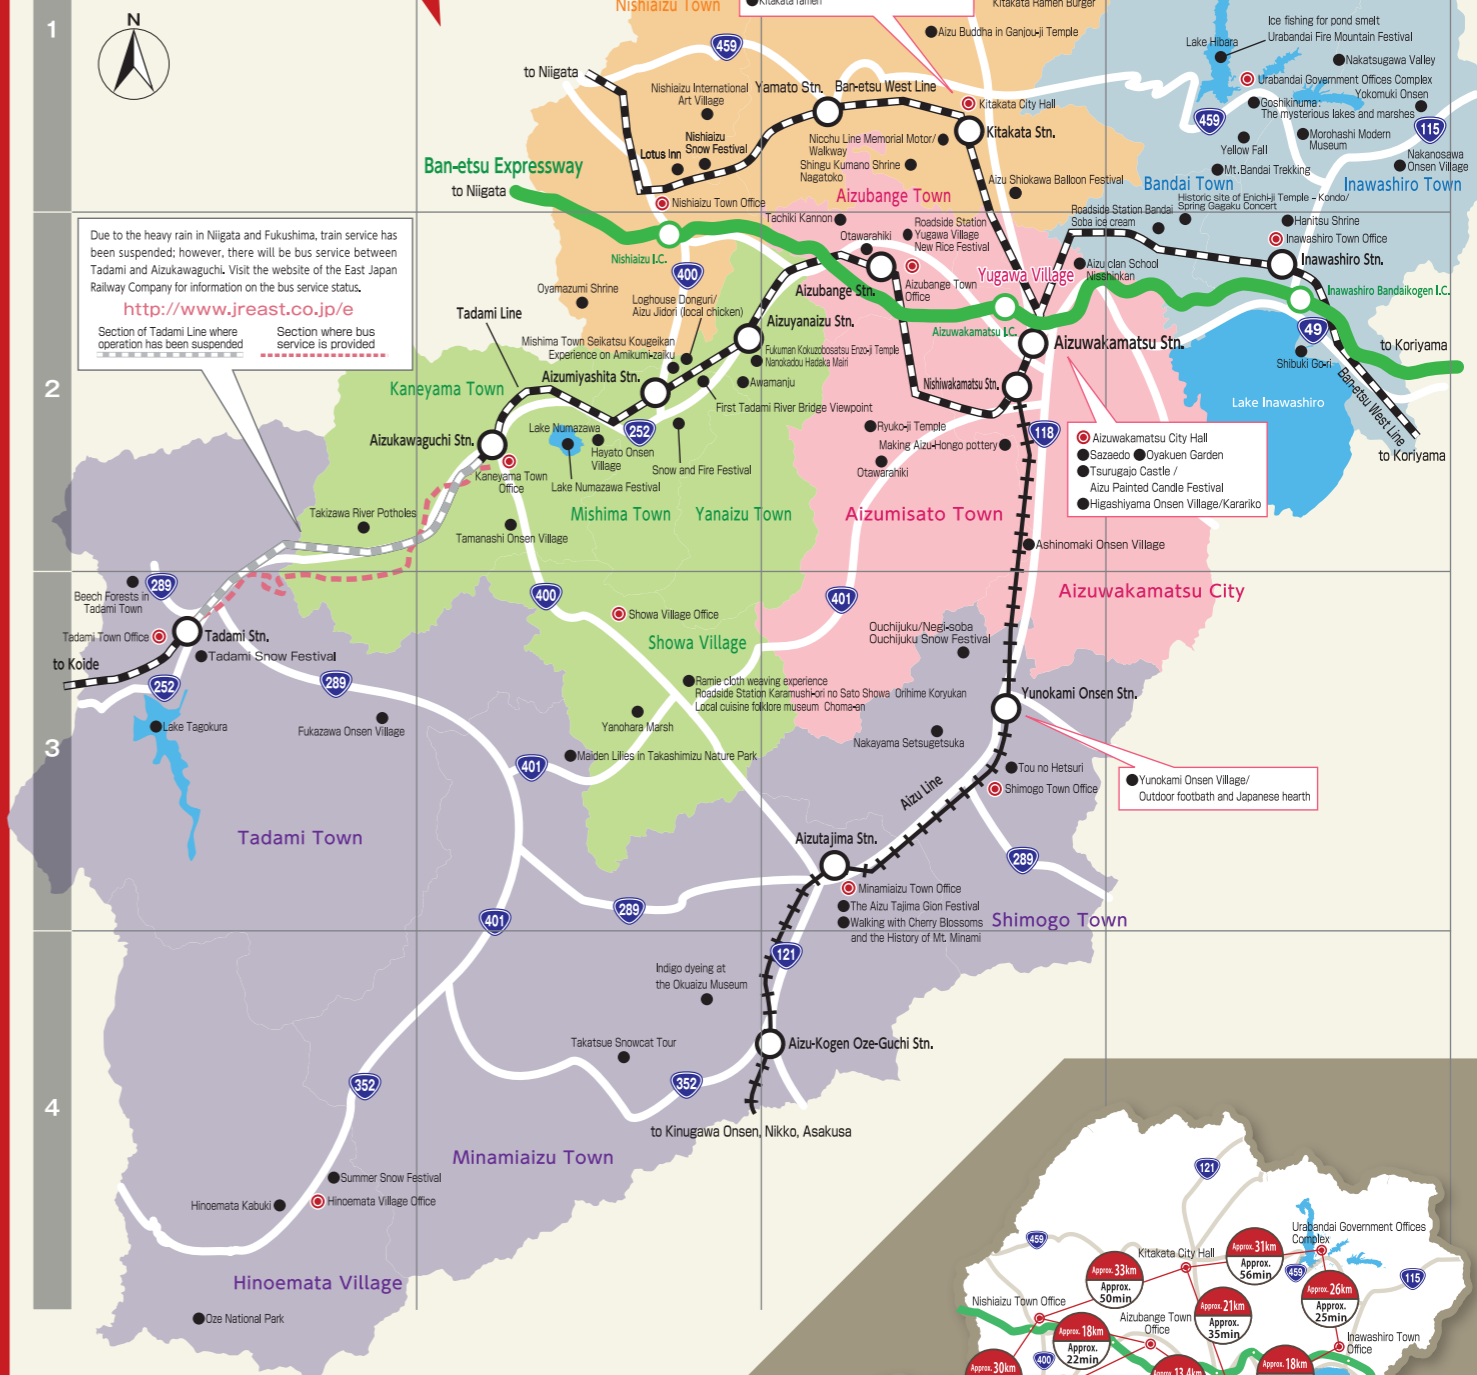 1
2
3
4
N
Nishiaizu Town
Kitakata ramen
Kitakata Ramen Burger
Aizu Buddha in Ganjou-ji Temple
Ice fishing for pond smelt
Urabandai Fire Mountain Festival
Lake Hibara
Nakatsugawa Valley
Urabandai Government Offices Complex
Yokomuki Onsen
Goshikinuma:
The mysterious lakes and marshes
459
115
Yellow Fall
Morohashi Modern
Museum
Nakanosawa
Onsen Village
Mt.Bandai Trekking
Bandai Town
Inawashiro Town
Historic site of Enichi-ji Temple – Kondo/
Spring Gagaku Concert
Roadside Station Bandai
Soba ice cream
Hanitsu Shrine
Inawashiro Town Office
Inawashiro Stn.
Aizu clan School
Nisshinkan
Inawashiro Bandaikogen I.C.
49
Shibuki Go-ri
to Koriyama
Ban-etsu West Line
to Koriyama
Lake Inawashiro
459
to Niigata
Nishiaizu International
Art Village
Yamato Stn.
Ban-etsu West Line
Kitakata City Hall
Kitakata Stn.
Nishiaizu
Snow Festival
Lotus Inn
Nicchu Line Memorial Motor/
Walkway
Shingu Kumano Shrine
Nagatoko
Aizu Shiokawa Balloon Festival
Ban-etsu Expressway
to Niigata
Nishiaizu Town Office
Aizubange Town
Tachiki Kannon
Otawarahiki
Roadside Station
Yugawa Village
New Rice Festival
Yugawa Village
Nishiaizu I.C.
400
Aizubange Stn.
Aizubange Town
Office
Aizuwakamatsu I.C.
Aizuwakamatsu Stn.
Due to the heavy rain in Niigata and Fukushima, train service has
been suspended; however, there will be bus service between
Tadami and Aizukawaguchi. Visit the website of the East Japan
Railway Company for information on the bus service status.
http://www.jreast.co.jp/e
Section of Tadami Line where
operation has been suspended
Section where bus
service is provided
Oyamazumi Shrine
Loghouse Donguri/
Aizu Jidori (local chicken)
Tadami Line
Aizuyanaizu Stn.
Mishima Town Seikatsu Kougeikan
Experience on Amikumi-zaiku
Fukuman Kokuzobosatsu Enzo-ji Temple
Nanokadou Hadaka Mairi
Aizumiyashita Stn.
Awamanju
Nishiwakamatsu Stn.
Kaneyama Town
First Tadami River Bridge Viewpoint
Aizukawaguchi Stn.
Lake Numazawa
252
Hayato Onsen
Village
Snow and Fire Festival
Ryuko-ji Temple
Making Aizu-Hongo pottery
Otawarahiki
118
Aizuwakamatsu City Hall
Sazaedo
Oyakuen Garden
Tsurugajo Castle /
Aizu Painted Candle Festival
Higashiyama Onsen Village/Karariko
Kaneyama Town
Office
Lake Numazawa Festival
Mishima Town
Yanaizu Town
Aizumisato Town
Takizawa River Potholes
Tamanashi Onsen Village
Ashinomaki Onsen Village
Beech Forests in
Tadami Town
289
Tadami Town Office
Tadami Stn.
Tadami Snow Festival
to Koide
252
289
400
Showa Village Office
Showa Village
401
Aizuwakamatsu City
Ouchijuku/Negi-soba
Ouchijuku Snow Festival
Ramie cloth weaving experience
Roadside Station Karamushi-ori no Sato Showa Orihime Koryukan
Local cuisine folklore museum Choma-an
Yunokami Onsen Stn.
Lake Tagokura
Fukazawa Onsen Village
Yanohara Marsh
Nakayama Setsugetsuka
401
Maiden Lilies in Takashimizu Nature Park
Tou no Hetsuri
Shimogo Town Office
Yunokami Onsen Village/
Outdoor footbath and Japanese hearth
Aizu Line
Tadami Town
Aizutajima Stn.
289
Minamiaizu Town Office
The Aizu Tajima Gion Festival
Walking with Cherry Blossoms
and the History of Mt. Minami
289
401
Shimogo Town
121
Indigo dyeing at
the Okuaizu Museum
Takatsue Snowcat Tour
Aizu-Kogen Oze-Guchi Stn.
352
352
to Kinugawa Onsen, Nikko, Asakusa
Minamiaizu Town
Summer Snow Festival
Hinoemata Kabuki
Hinoemata Village Office
Hinoemata Village
Oze National Park
121
459
Kitakata City Hall
Urabandai Government Offices
Complex
Approx. 31km
Approx.
56min
459
115
Approx. 33km
Approx.
50min
Approx. 26km
Approx.
25min
Nishiaizu Town Office
Approx. 21km
Approx.
35min
Aizubange Town
Office
Approx. 18km
Approx.
22min
Inawashiro Town
Office
400
Approx. 30km
Approx. 13.4km
Approx. 18km